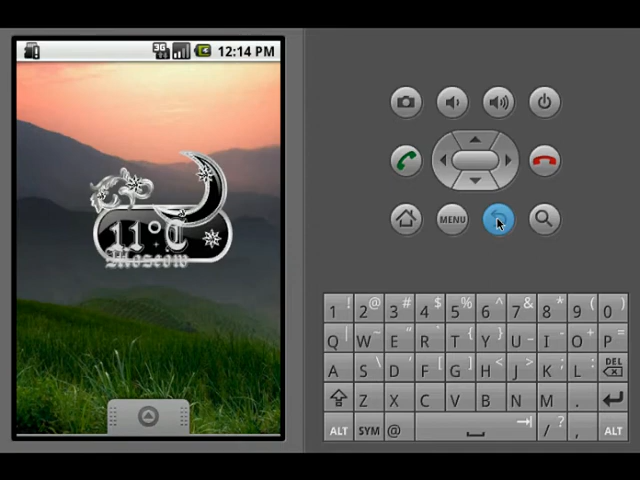 3G 12:14 PM
11°C
Moscow
MENU
1 ! 2 @ 3 # 4 $ 5 % 6 ^ 7 & 8 * 9 ( 0 )
Q | W ~ E " R ` T { Y } U _ I - O + P =
A S \ D ' F [ G ] H < J > K ; L : DEL
Z X C V B N M .
ALT SYM @ / ? , ALT